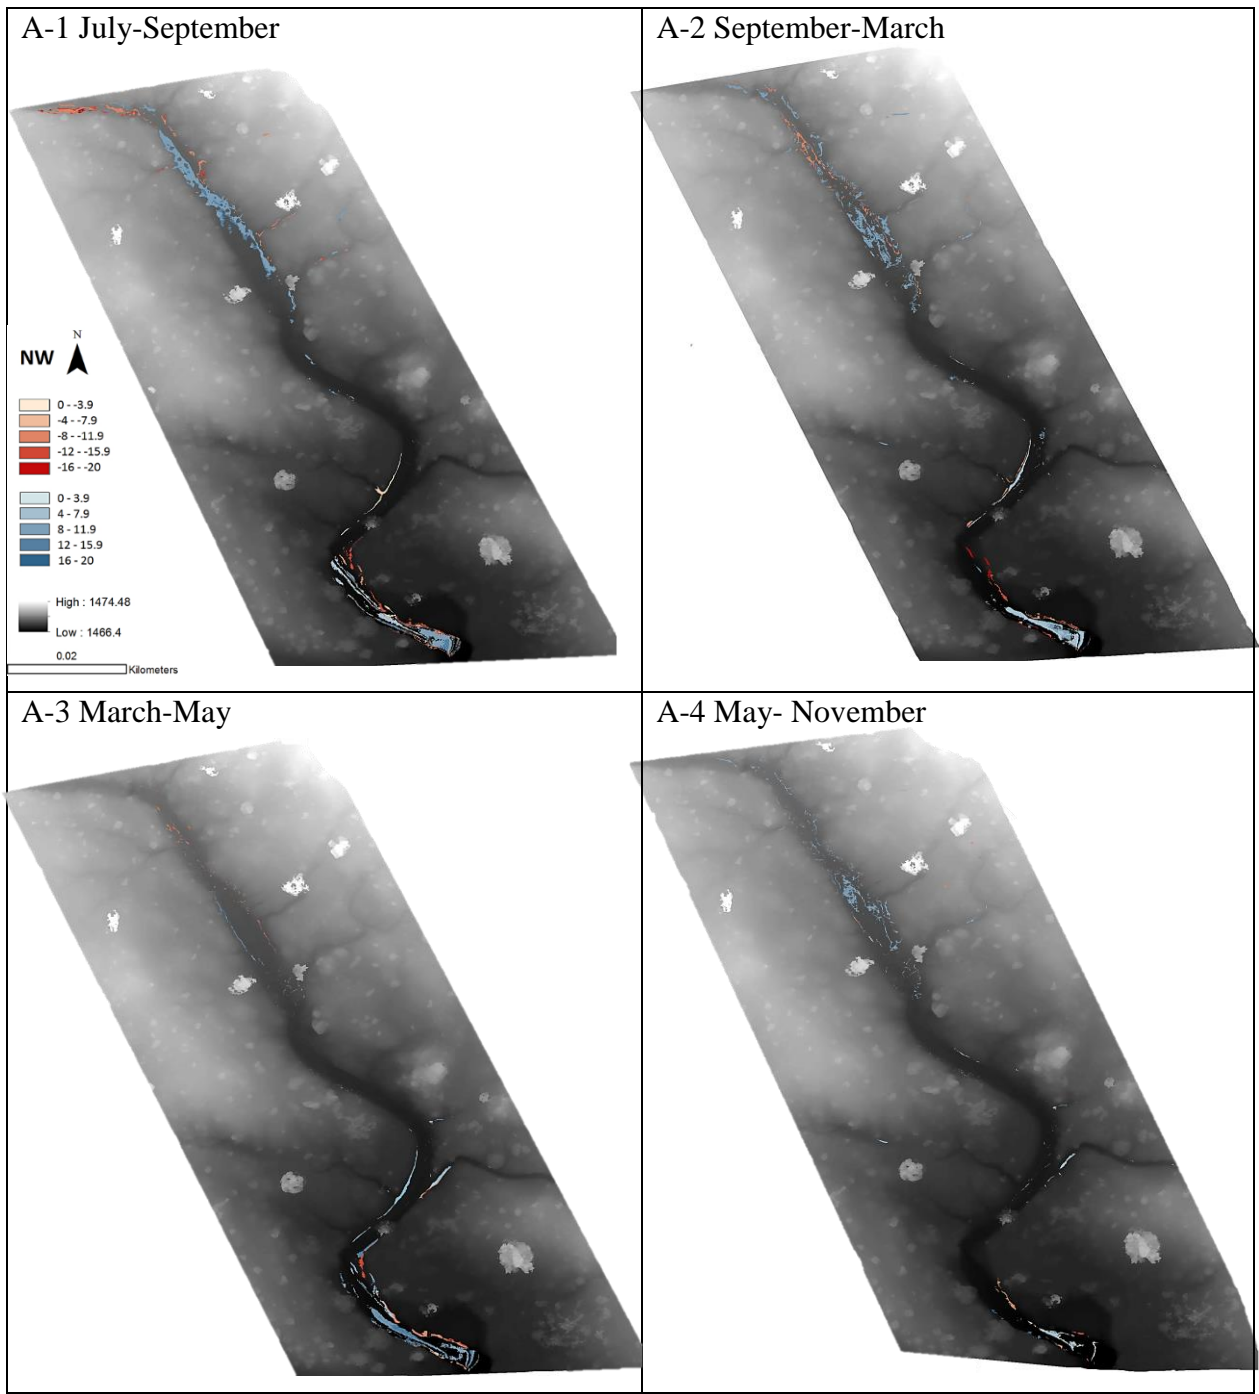 A-1 July-September
A-2 September-March
N
NW
0 - -3.9
-4 - -7.9
-8 - -11.9
-12 - -15.9
-16 - -20
0 - 3.9
4 - 7.9
8 - 11.9
12 - 15.9
16 - 20
High : 1474.48
Low : 1466.4
0.02
Kilometers
A-3 March-May
A-4 May- November